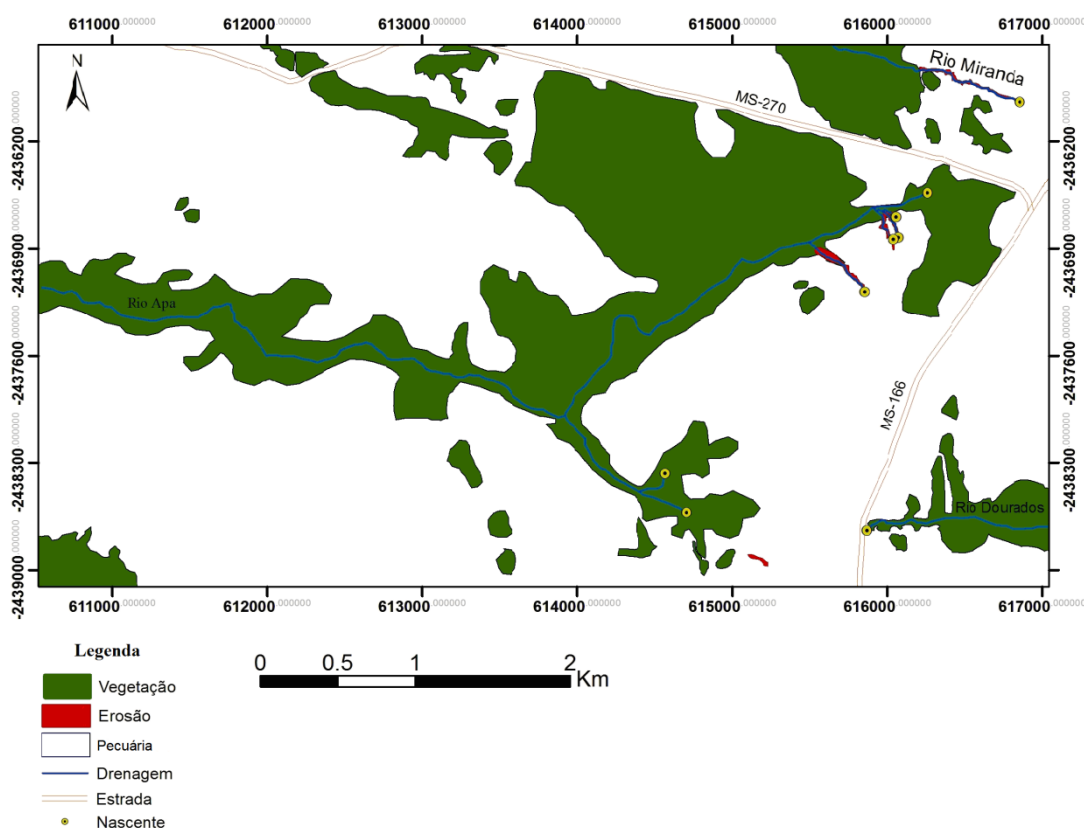 611000.000000 612000.000000 613000.000000 614000.000000 615000.000000 616000.000000 617000.000000
N
Rio Miranda
MS-270
-2436200.000000 -2436200.000000
-2436900.000000 -2436900.000000
Rio Apa
-2437600.000000 -2437600.000000
MS-166
-2438300.000000 -2438300.000000
Rio Dourados
-2439000.000000 -2439000.000000
611000.000000 612000.000000 613000.000000 614000.000000 615000.000000 616000.000000 617000.000000
Legenda
0 0.5 1 2
Km
Vegetação
Erosão
Pecuária
Drenagem
Estrada
Nascente